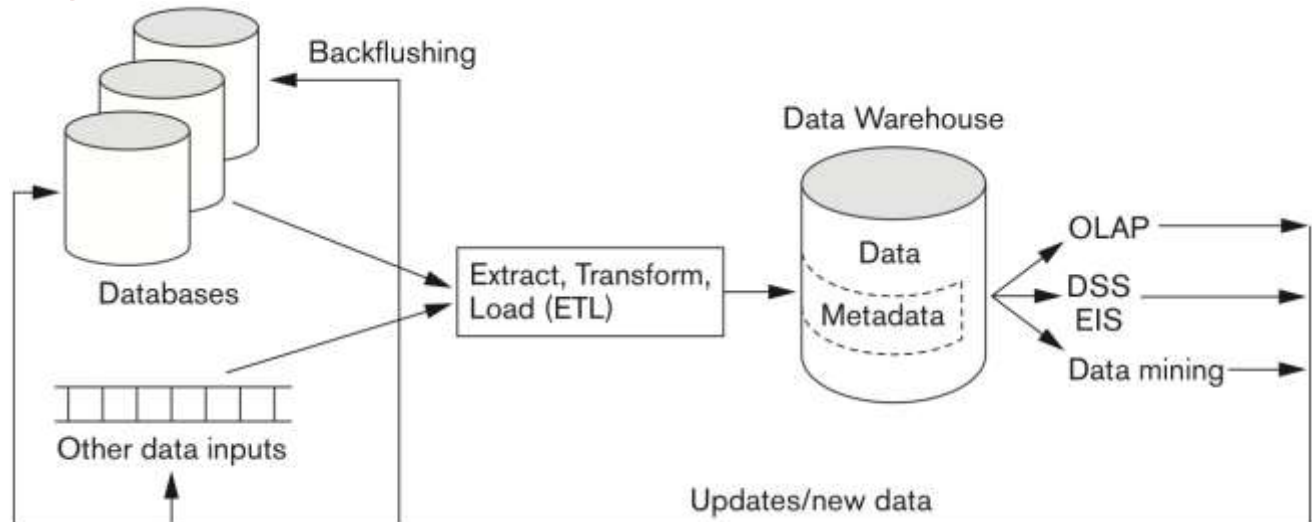 Backflushing
Data Warehouse
Databases
Extract, Transform,
Load (ETL)
Data
Metadata
OLAP
DSS
EIS
Data mining
Other data inputs
Updates/new data